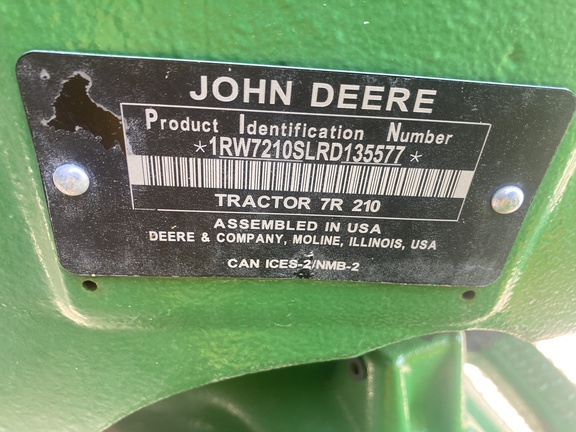 JOHN DEERE
Product Identification Number
*1RW7210SLRD135577*
TRACTOR 7R 210
ASSEMBLED IN USA
DEERE & COMPANY, MOLINE, ILLINOIS, USA
CAN ICES-2/NMB-2